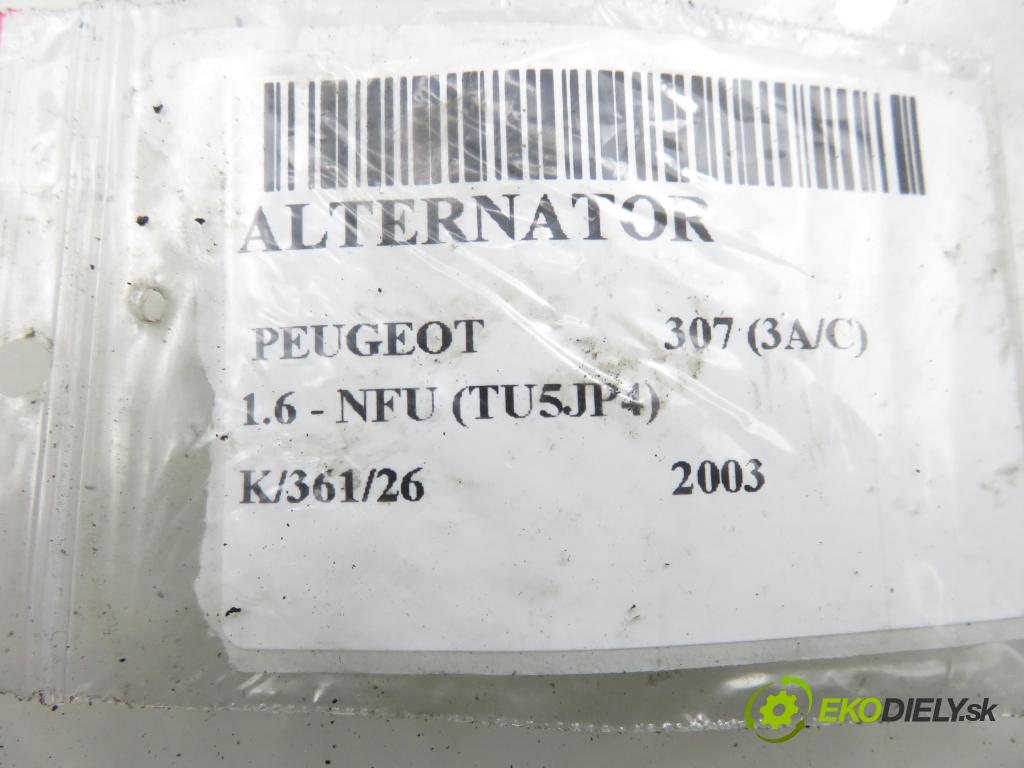 ALTERNATOR
PEUGEOT 307 (3A/C)
1.6 - NFU (TU5JP4)
K/361/26 2003
EKODIELY.sk